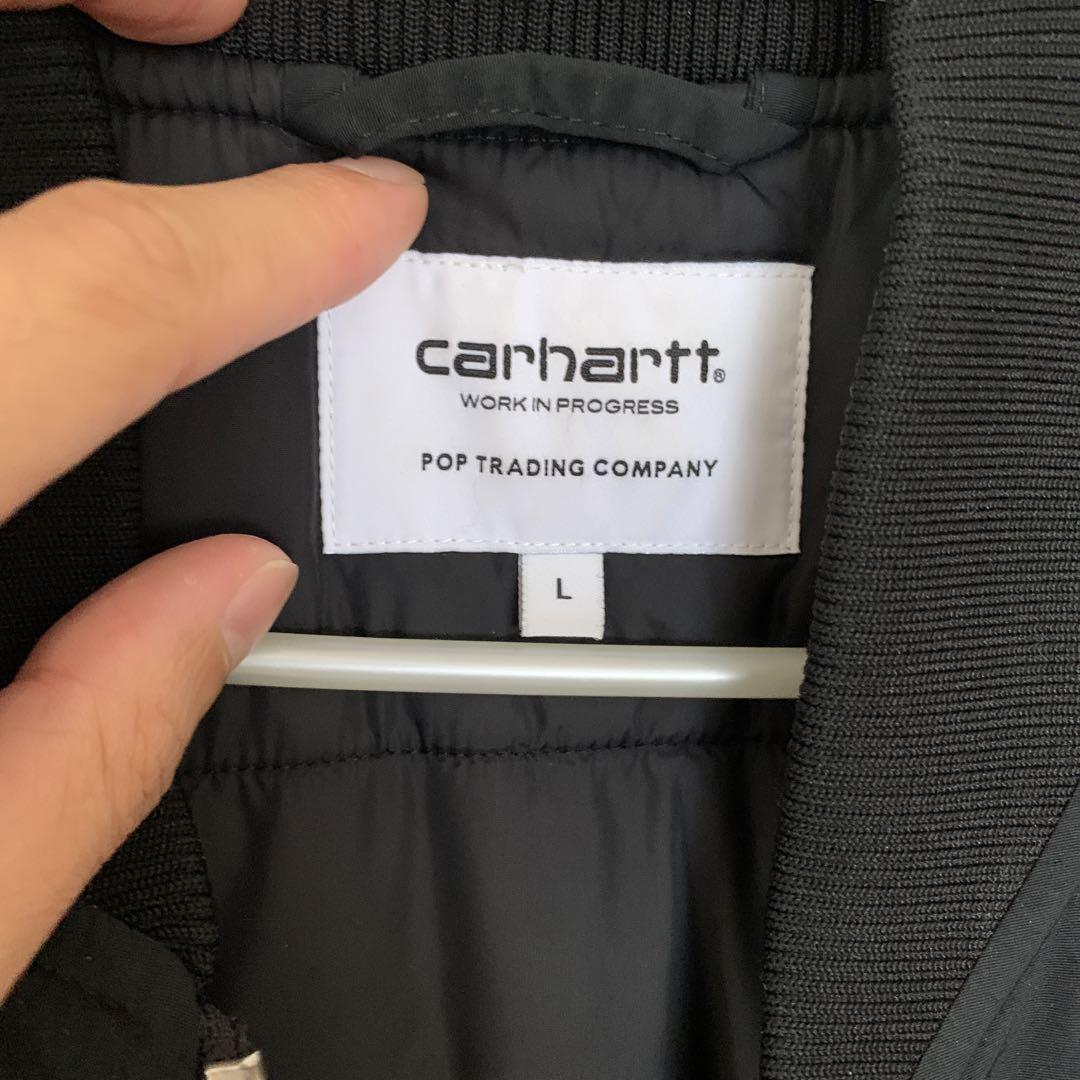 carhartt®
WORK IN PROGRESS
POP TRADING COMPANY
L